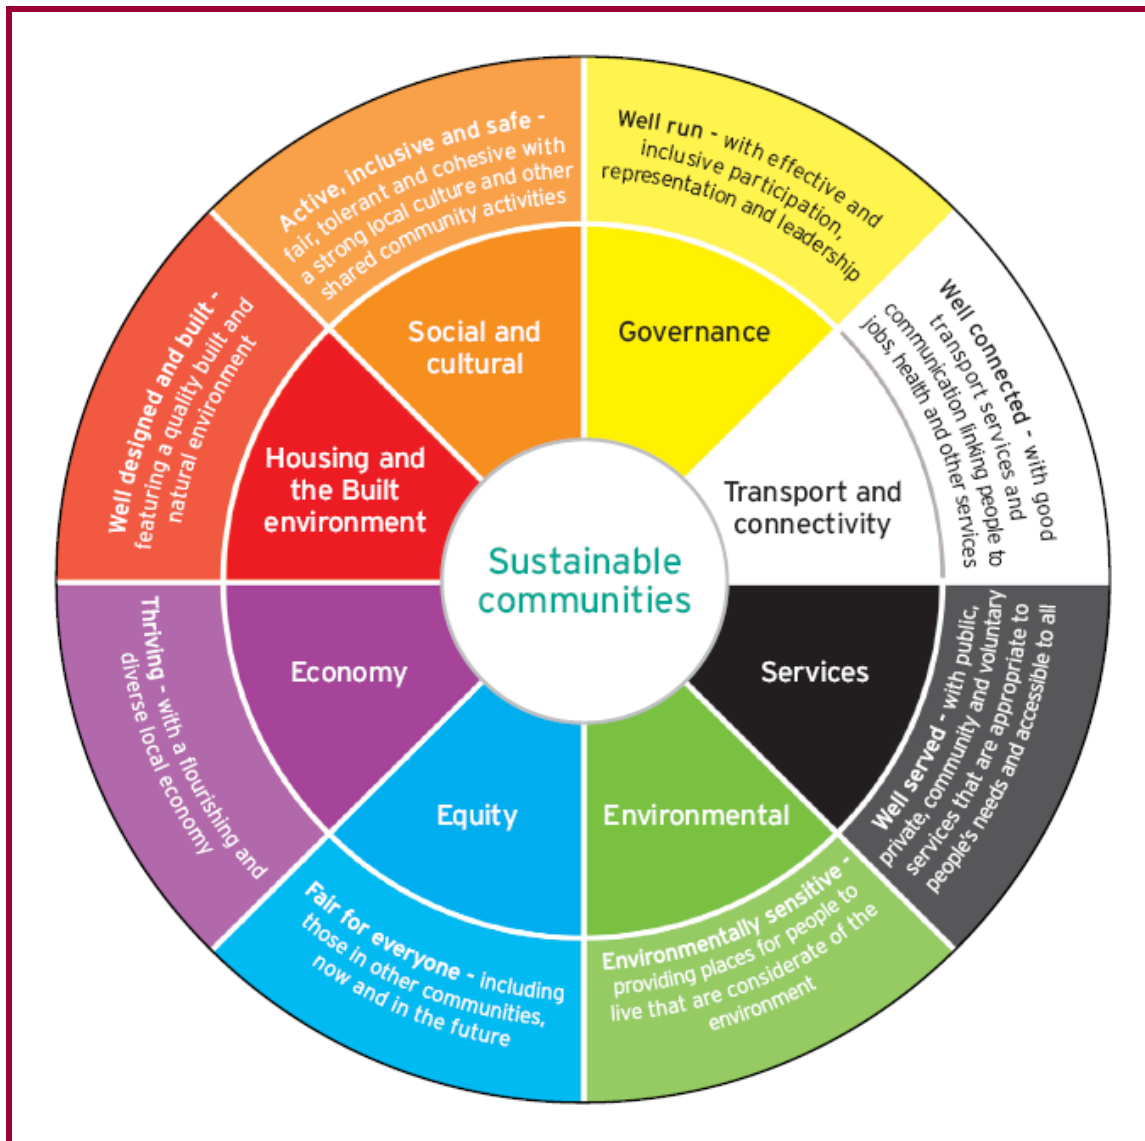 Active, inclusive and safe -
fair, tolerant and cohesive with
a strong local culture and other
shared community activities
Well run - with effective and
inclusive participation,
representation and leadership
Well connected - with good
transport services and
communication linking people to
jobs, health and other services
Well served - with public,
private, community and voluntary
services that are appropriate to
people's needs and accessible to all
Environmentally sensitive -
providing places for people to
live that are considerate of the
environment
Fair for everyone - including
those in other communities,
now and in the future
Thriving - with a flourishing and
diverse local economy
Well designed and built -
featuring a quality built and
natural environment
Social and
cultural
Governance
Transport and
connectivity
Services
Environmental
Equity
Economy
Housing and
the Built
environment
Sustainable
communities